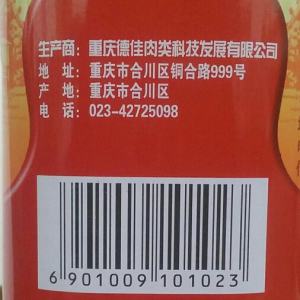 生产商：重庆德佳肉类科技发展有限公司
地　址：重庆市合川区铜合路999号
产　地：重庆市合川区
电　话：023-42725098
6 901009 101023